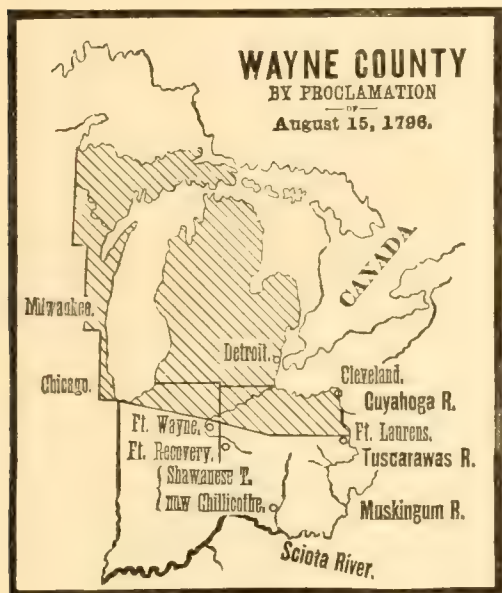 WAYNE COUNTY
BY PROCLAMATION
OF
August 15, 1796.
CANADA
Milwaukee.
Detroit.
Chicago.
Cleveland.
Cuyahoga R.
Ft. Wayne.
Ft. Laurens.
Ft. Recovery.
Tuscarawas R.
Shawanese T.
now Chillicothe.
Muskingum R.
Sciota River.